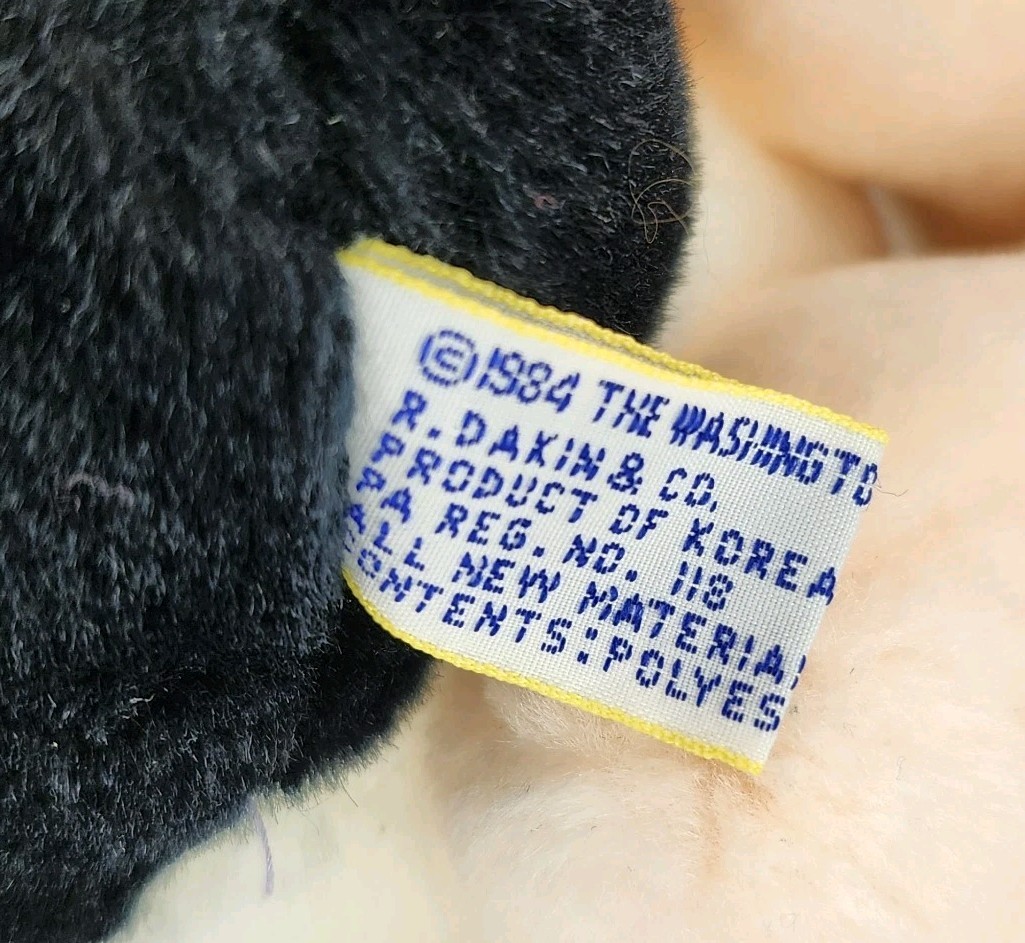 ©1984 THE WASHINGTO
R. DAKIN & CO.
PRODUCT OF KOREA
PA REG. NO. 118
ALL NEW MATERIA
CONTENTS: POLYES